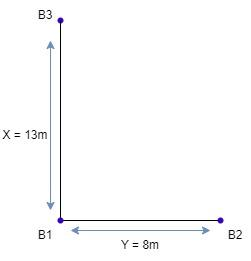 B3
X = 13m
B1
B2
Y = 8m